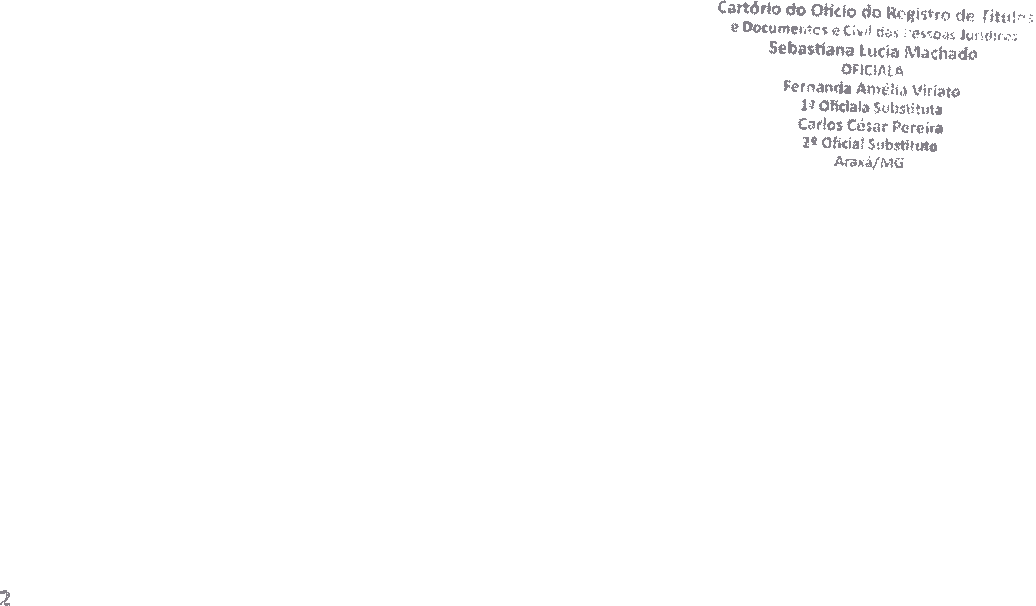 Cartório do Ofício do Registro de Títulos
e Documentos e Civil das Pessoas Jurídicas
Sebastiana Lucia Machado
OFICIALA
Fernanda Amélia Viriato
1ª Oficiala Substituta
Carlos César Pereira
2º Oficial Substituto
Araxá/MG
2